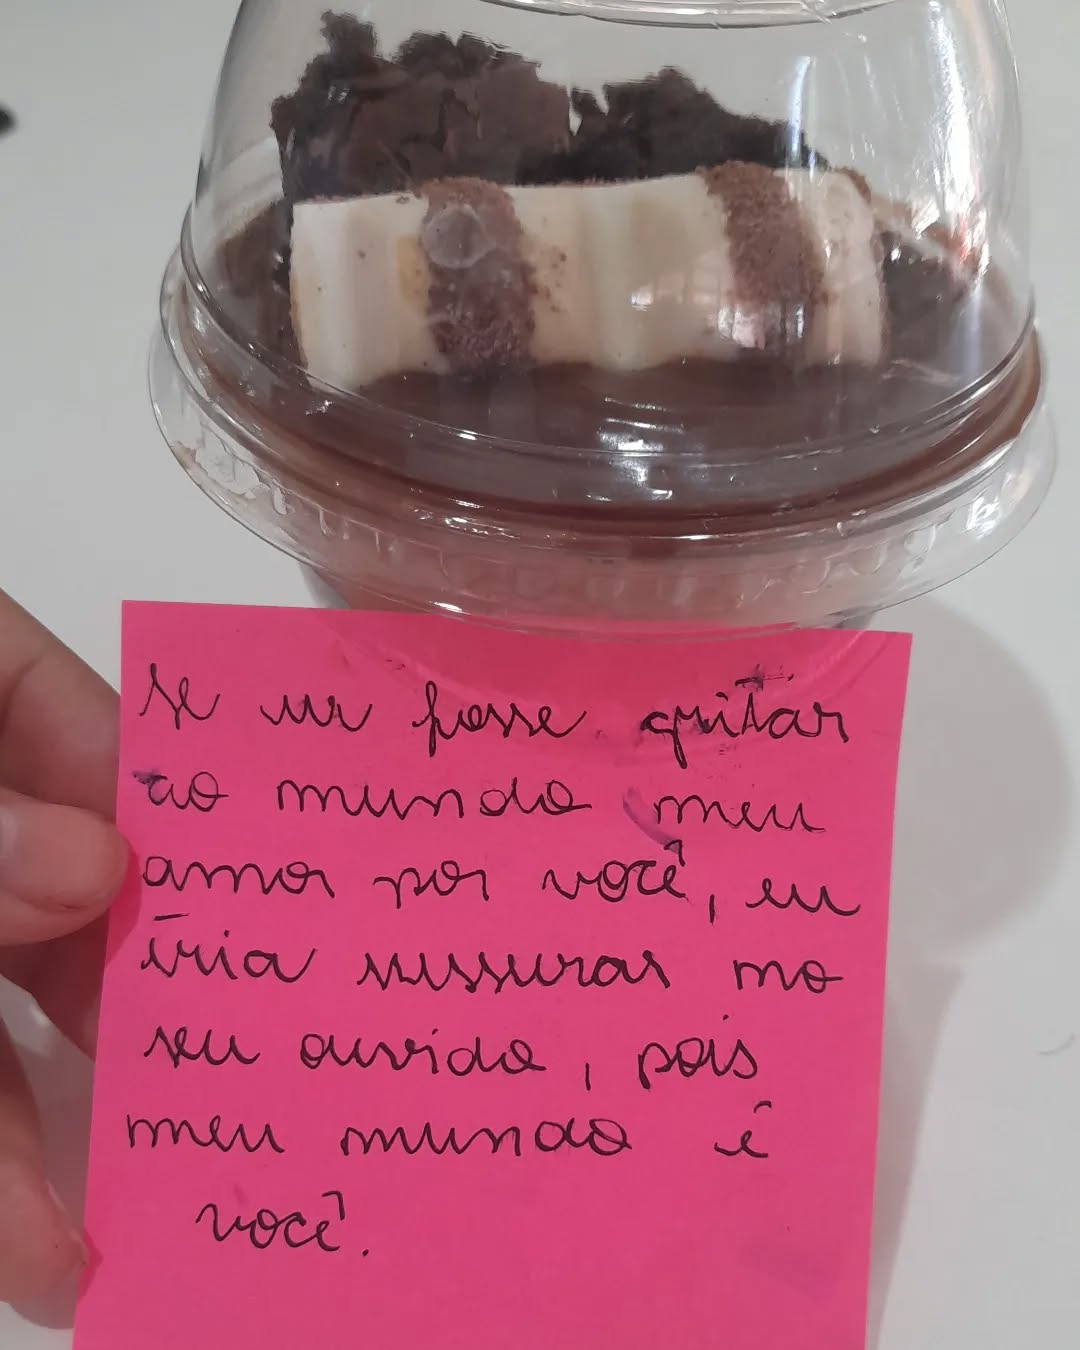 Se eu fosse gritar
ao mundo meu
amor por você, eu
iria sussurar no
seu ouvido, pois
meu mundo é
você.